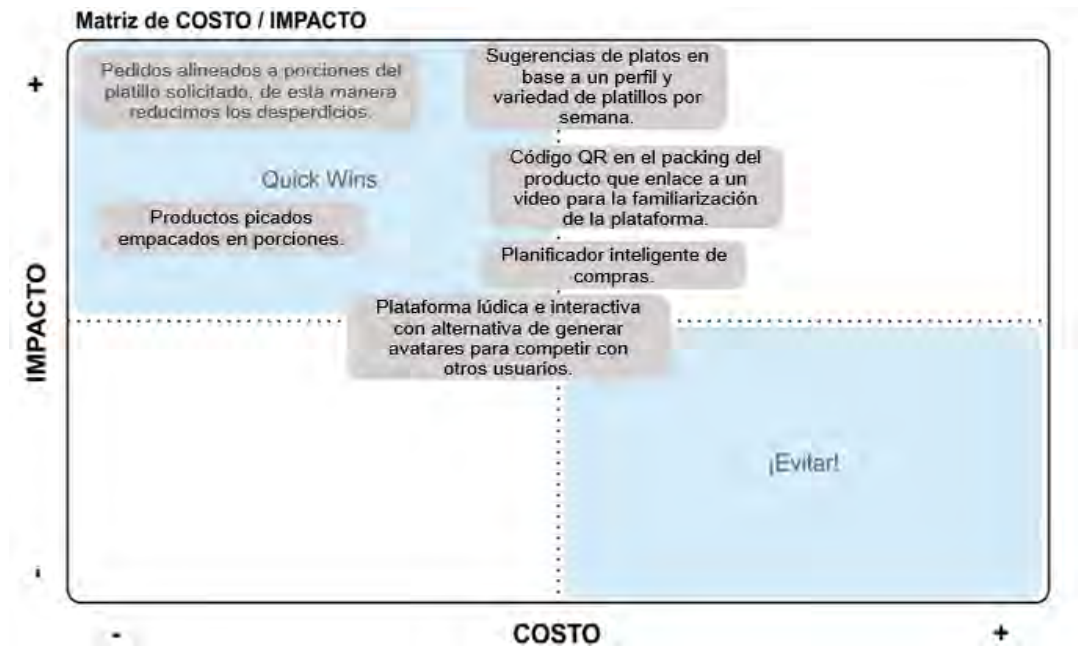 Matriz de COSTO / IMPACTO
+
Pedidos alineados a porciones del
platillo solicitado, de esta manera
reducimos los desperdicios.
Sugerencias de platos en
base a un perfil y
variedad de platillos por
semana.
Quick Wins
Código QR en el packing del
producto que enlace a un
video para la familiarización
de la plataforma.
Productos picados
empacados en porciones.
Planificador inteligente de
compras.
Plataforma lúdica e interactiva
con alternativa de generar
avatares para competir con
otros usuarios.
IMPACTO
¡Evitar!
-
-
COSTO
+